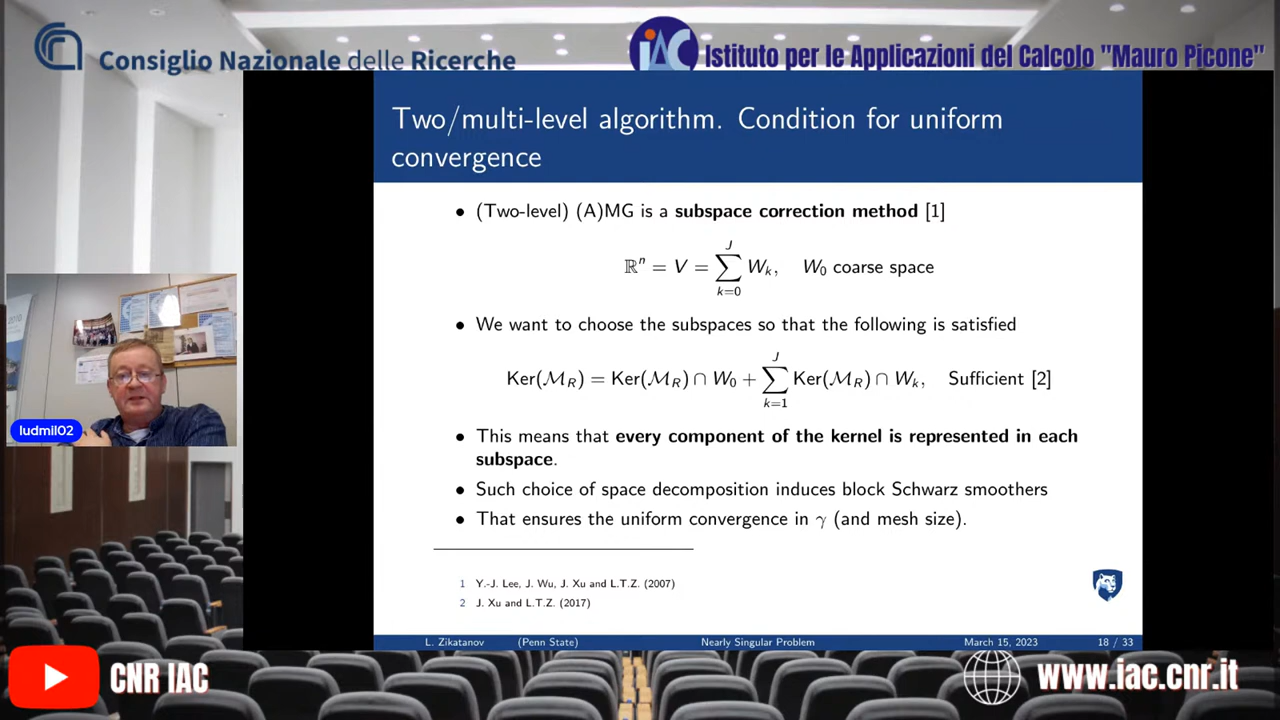 Consiglio Nazionale delle Ricerche
iAC
Istituto per le Applicazioni del Calcolo "Mauro Picone"
Two/multi-level algorithm. Condition for uniform
convergence
• (Two-level) (A)MG is a subspace correction method [1]
ℝⁿ = V = ∑_{k=0}^{J} W_k, W_0 coarse space
• We want to choose the subspaces so that the following is satisfied
Ker(ℳ_R) = Ker(ℳ_R) ∩ W_0 + ∑_{k=1}^{J} Ker(ℳ_R) ∩ W_k, Sufficient [2]
• This means that every component of the kernel is represented in each
subspace.
• Such choice of space decomposition induces block Schwarz smoothers
• That ensures the uniform convergence in γ (and mesh size).
1 Y.-J. Lee, J. Wu, J. Xu and L.T.Z. (2007)
2 J. Xu and L.T.Z. (2017)
L. Zikatanov (Penn State) Nearly Singular Problem March 15, 2023 18 / 33
ludmil02
CNR IAC
www.iac.cnr.it